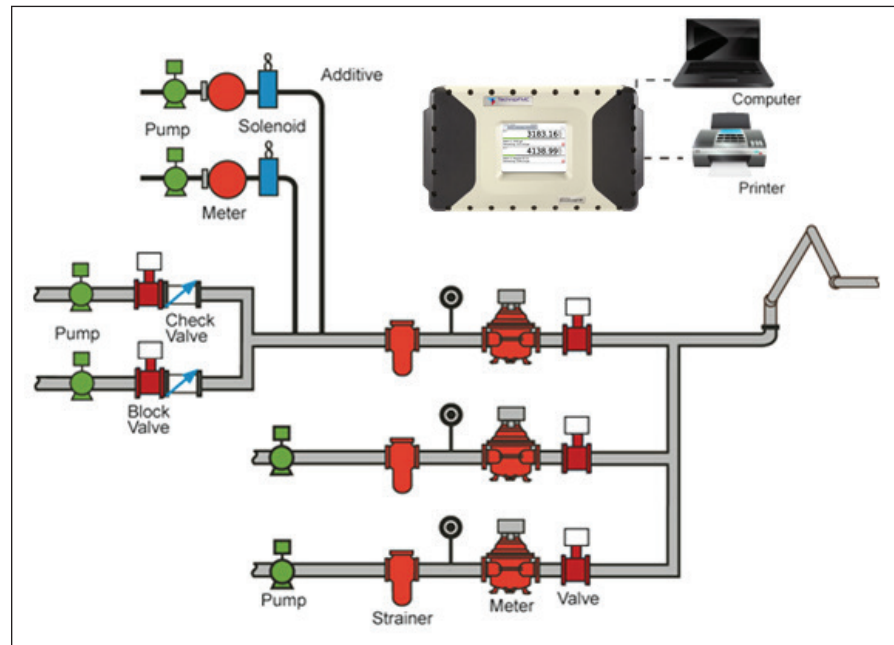 Additive
Pump
Solenoid
Meter
TechnipFMC
3183.16
4138.99
Computer
Printer
Pump
Check
Valve
Block
Valve
Pump
Strainer
Meter
Valve